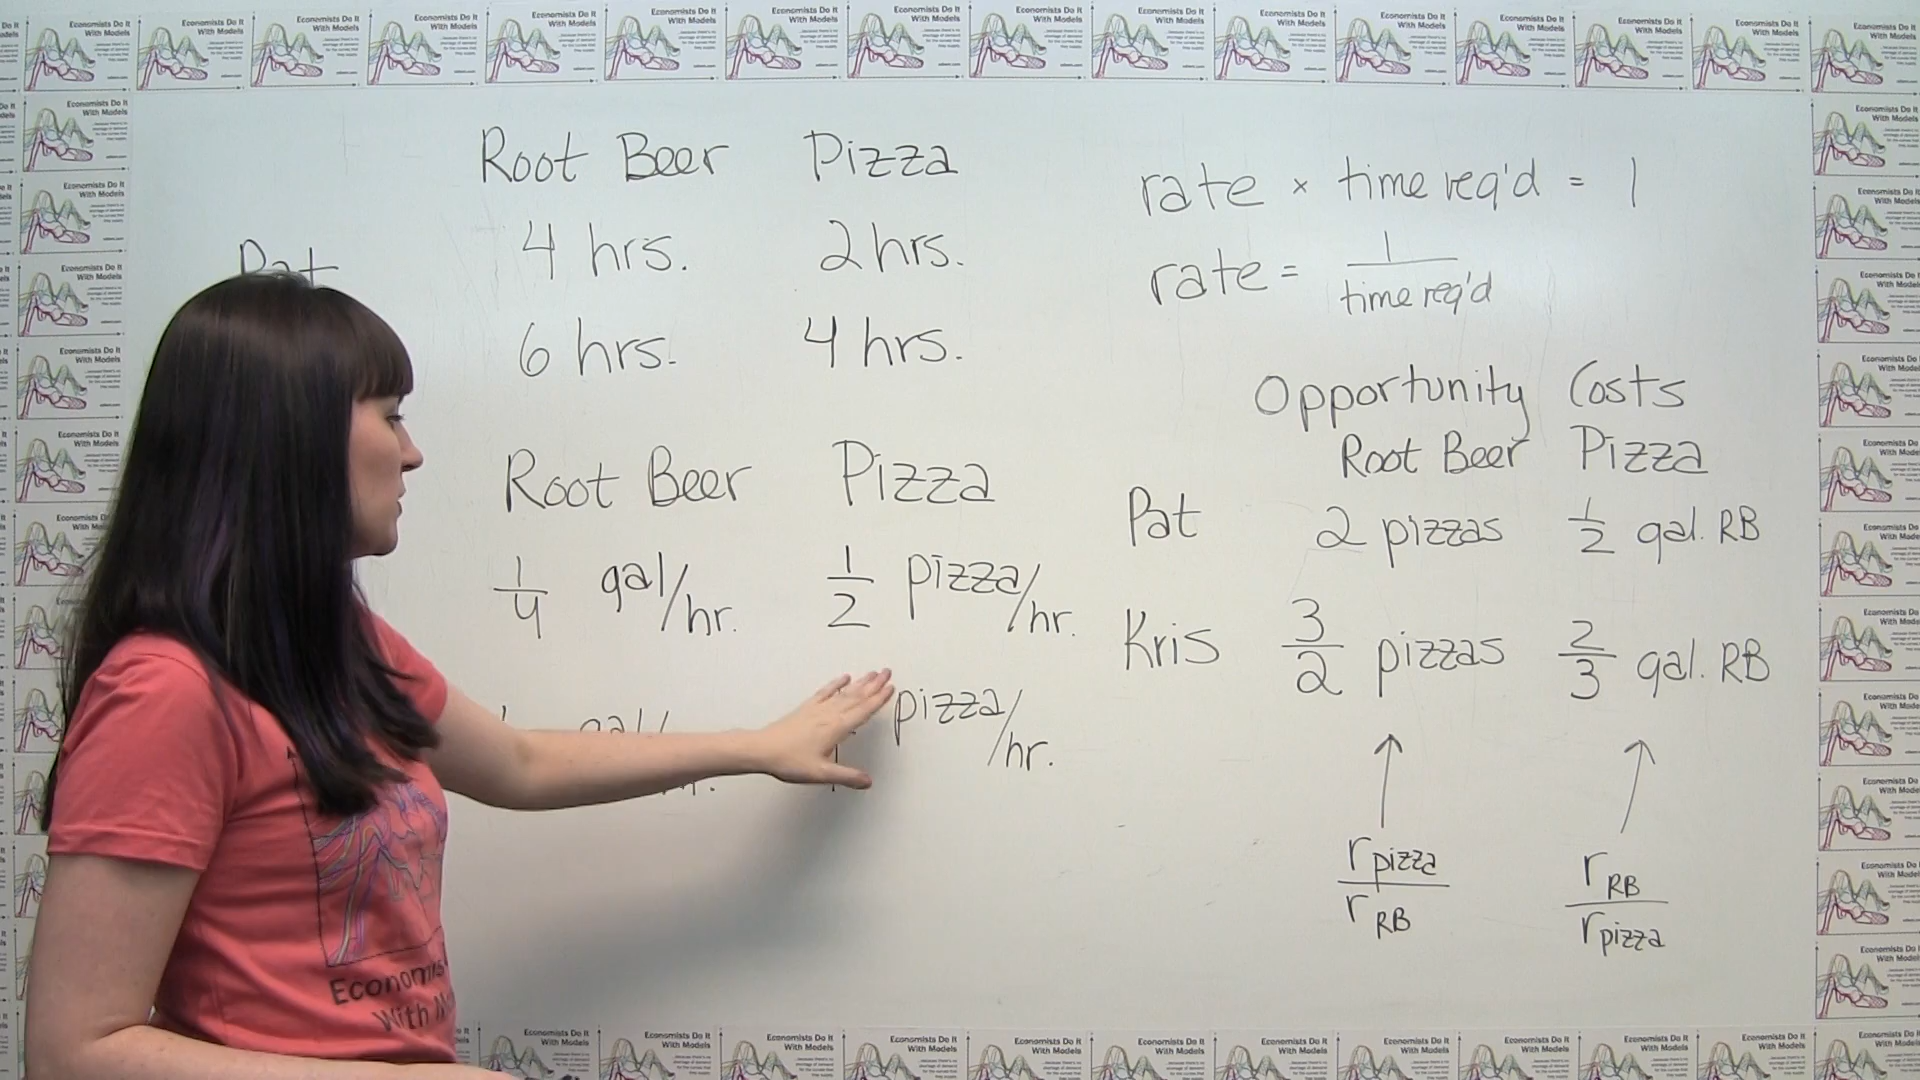 Economists Do It
With Models
Root Beer Pizza
Pat 4 hrs. 2 hrs.
6 hrs. 4 hrs.
Root Beer Pizza
1/4 gal/hr. 1/2 pizza/hr.
gal/ pizza/hr.
rate × time req'd = 1
rate = 1/time req'd
Opportunity Costs
Root Beer Pizza
Pat 2 pizzas 1/2 gal. RB
Kris 3/2 pizzas 2/3 gal. RB
r pizza / r RB
r RB / r pizza
With